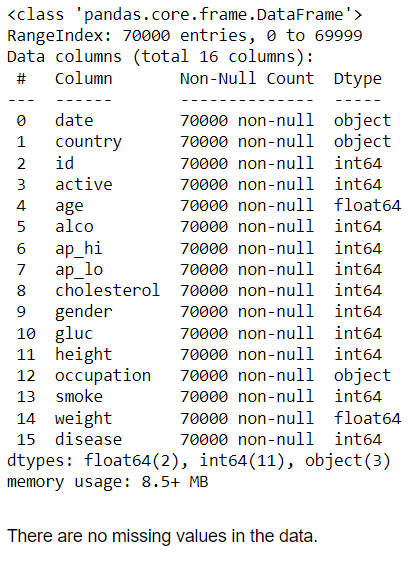 <class 'pandas.core.frame.DataFrame'>
RangeIndex: 70000 entries, 0 to 69999
Data columns (total 16 columns):
 #   Column       Non-Null Count  Dtype
---  ------       --------------  -----
 0   date         70000 non-null  object
 1   country      70000 non-null  object
 2   id           70000 non-null  int64
 3   active       70000 non-null  int64
 4   age          70000 non-null  float64
 5   alco         70000 non-null  int64
 6   ap_hi        70000 non-null  int64
 7   ap_lo        70000 non-null  int64
 8   cholesterol  70000 non-null  int64
 9   gender       70000 non-null  int64
 10  gluc         70000 non-null  int64
 11  height       70000 non-null  int64
 12  occupation   70000 non-null  object
 13  smoke        70000 non-null  int64
 14  weight       70000 non-null  float64
 15  disease      70000 non-null  int64
dtypes: float64(2), int64(11), object(3)
memory usage: 8.5+ MB
There are no missing values in the data.